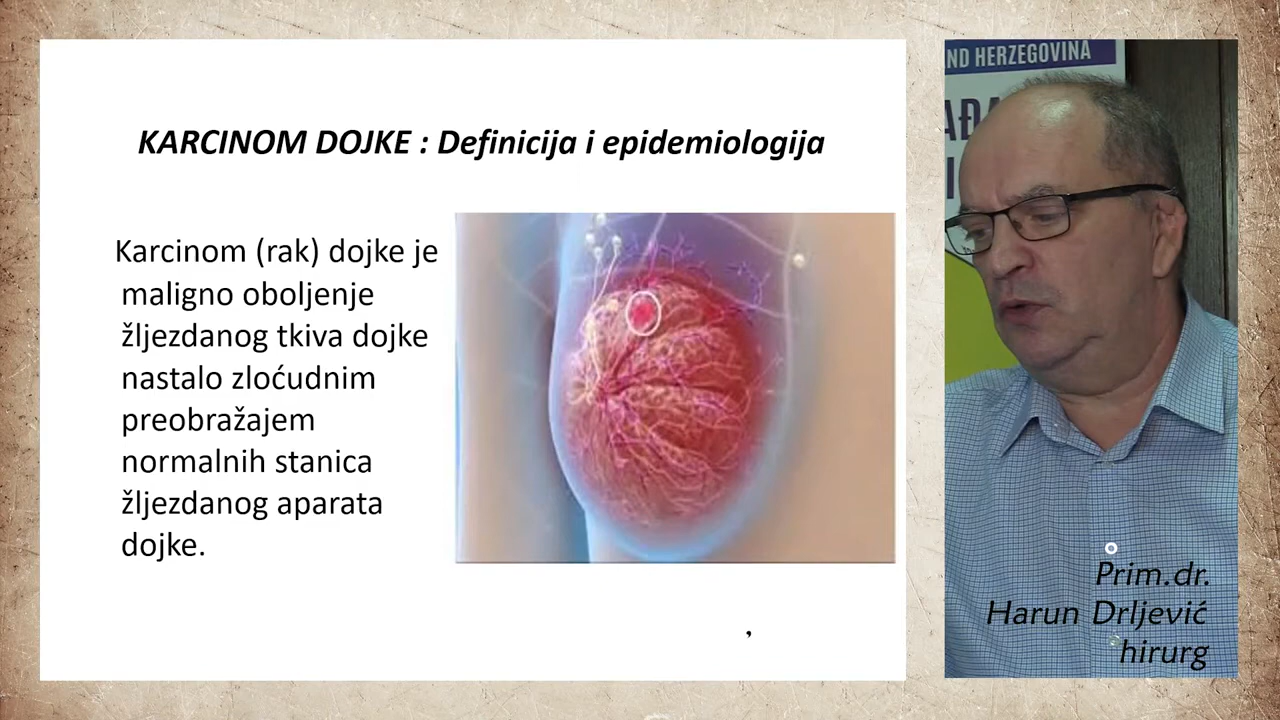 KARCINOM DOJKE : Definicija i epidemiologija
Karcinom (rak) dojke je
maligno oboljenje
žljezdanog tkiva dojke
nastalo zloćudnim
preobražajem
normalnih stanica
žljezdanog aparata
dojke.
,
ND HERZEGOVINA
Prim.dr.
Harun Drljević
hirurg